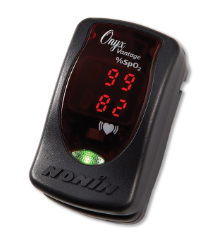 Onyx
Vantage
%SpO₂
99
82
NONIN